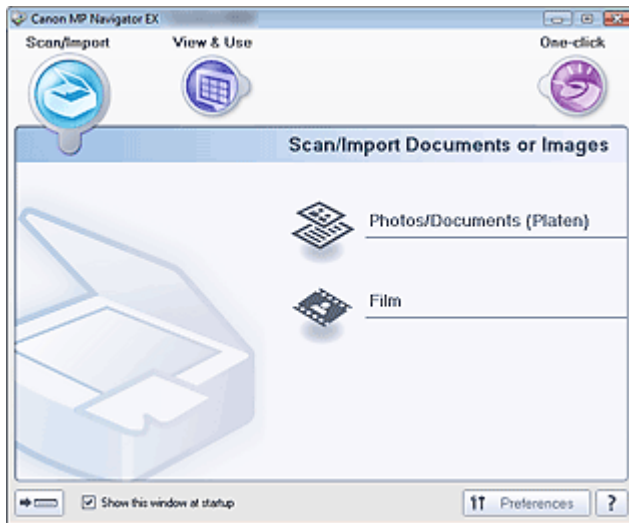 Canon MP Navigator EX
Scan/Import
View & Use
One-click
Scan/Import Documents or Images
Photos/Documents (Platen)
Film
Show this window at startup
Preferences
?